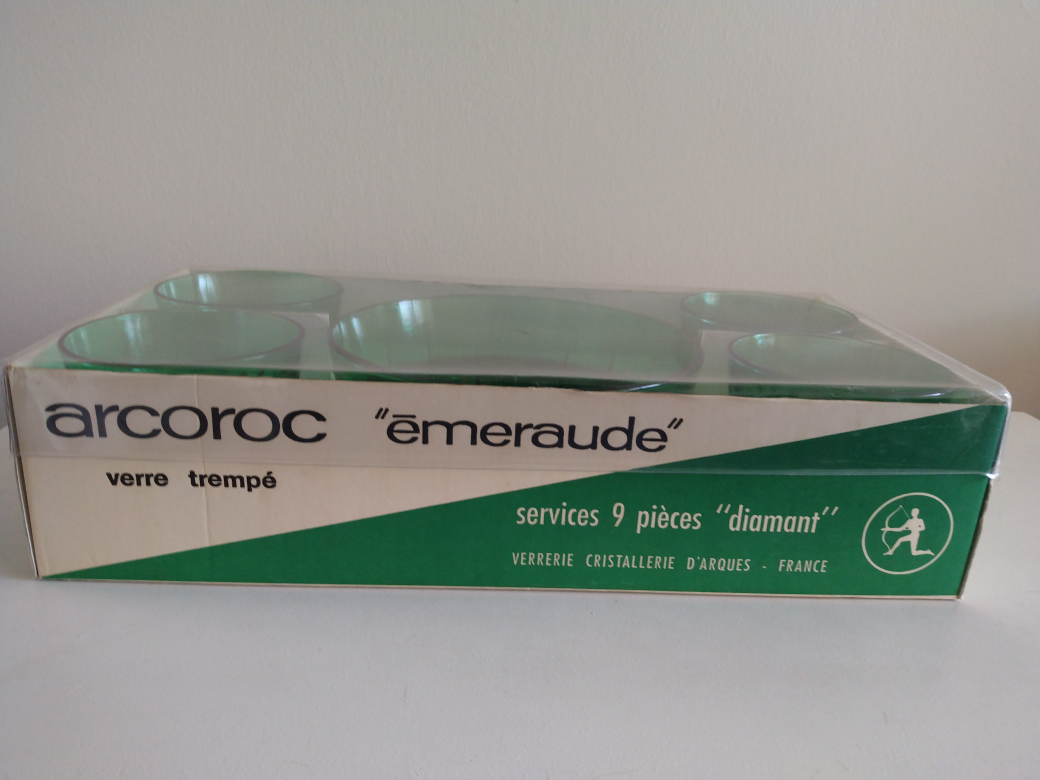 arcoroc "ēmeraude"
verre trempé
services 9 pièces "diamant"
VERRERIE CRISTALLERIE D'ARQUES - FRANCE